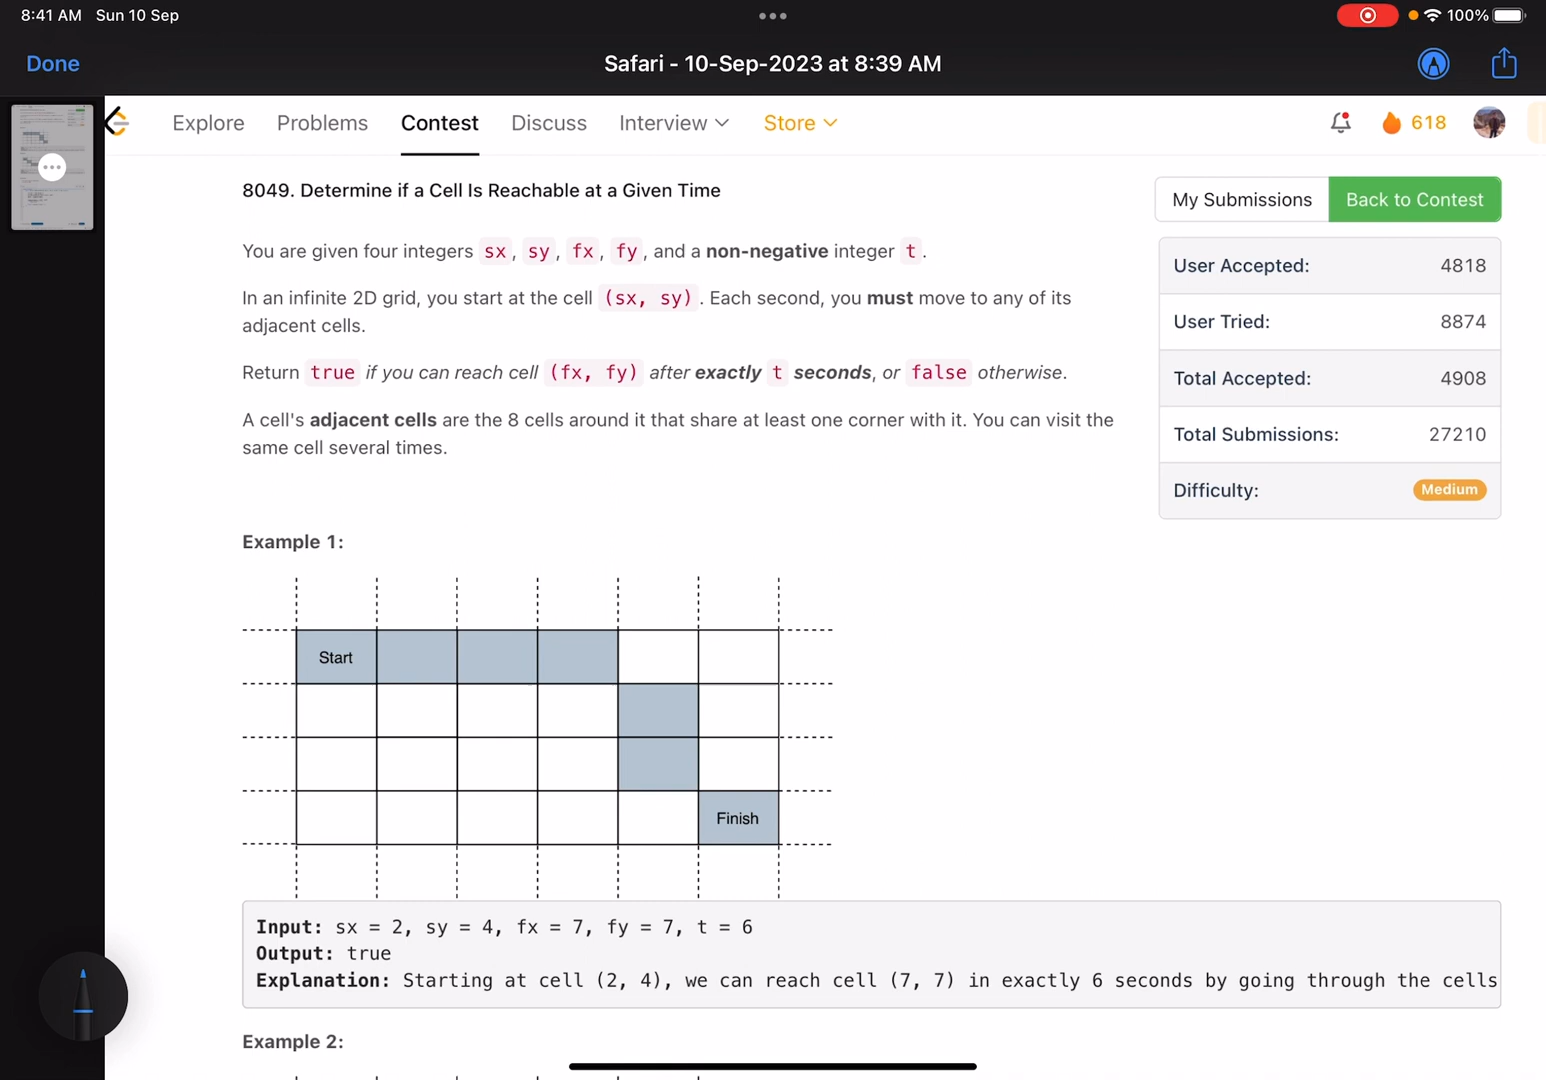 8:41 AM Sun 10 Sep
100%
Done
Safari - 10-Sep-2023 at 8:39 AM
Explore Problems Contest Discuss Interview Store
618
8049. Determine if a Cell Is Reachable at a Given Time
My Submissions Back to Contest
You are given four integers sx, sy, fx, fy, and a non-negative integer t.
In an infinite 2D grid, you start at the cell (sx, sy). Each second, you must move to any of its
adjacent cells.
Return true if you can reach cell (fx, fy) after exactly t seconds, or false otherwise.
A cell's adjacent cells are the 8 cells around it that share at least one corner with it. You can visit the
same cell several times.
User Accepted: 4818
User Tried: 8874
Total Accepted: 4908
Total Submissions: 27210
Difficulty: Medium
Example 1:
Start
Finish
Input: sx = 2, sy = 4, fx = 7, fy = 7, t = 6
Output: true
Explanation: Starting at cell (2, 4), we can reach cell (7, 7) in exactly 6 seconds by going through the cells
Example 2: